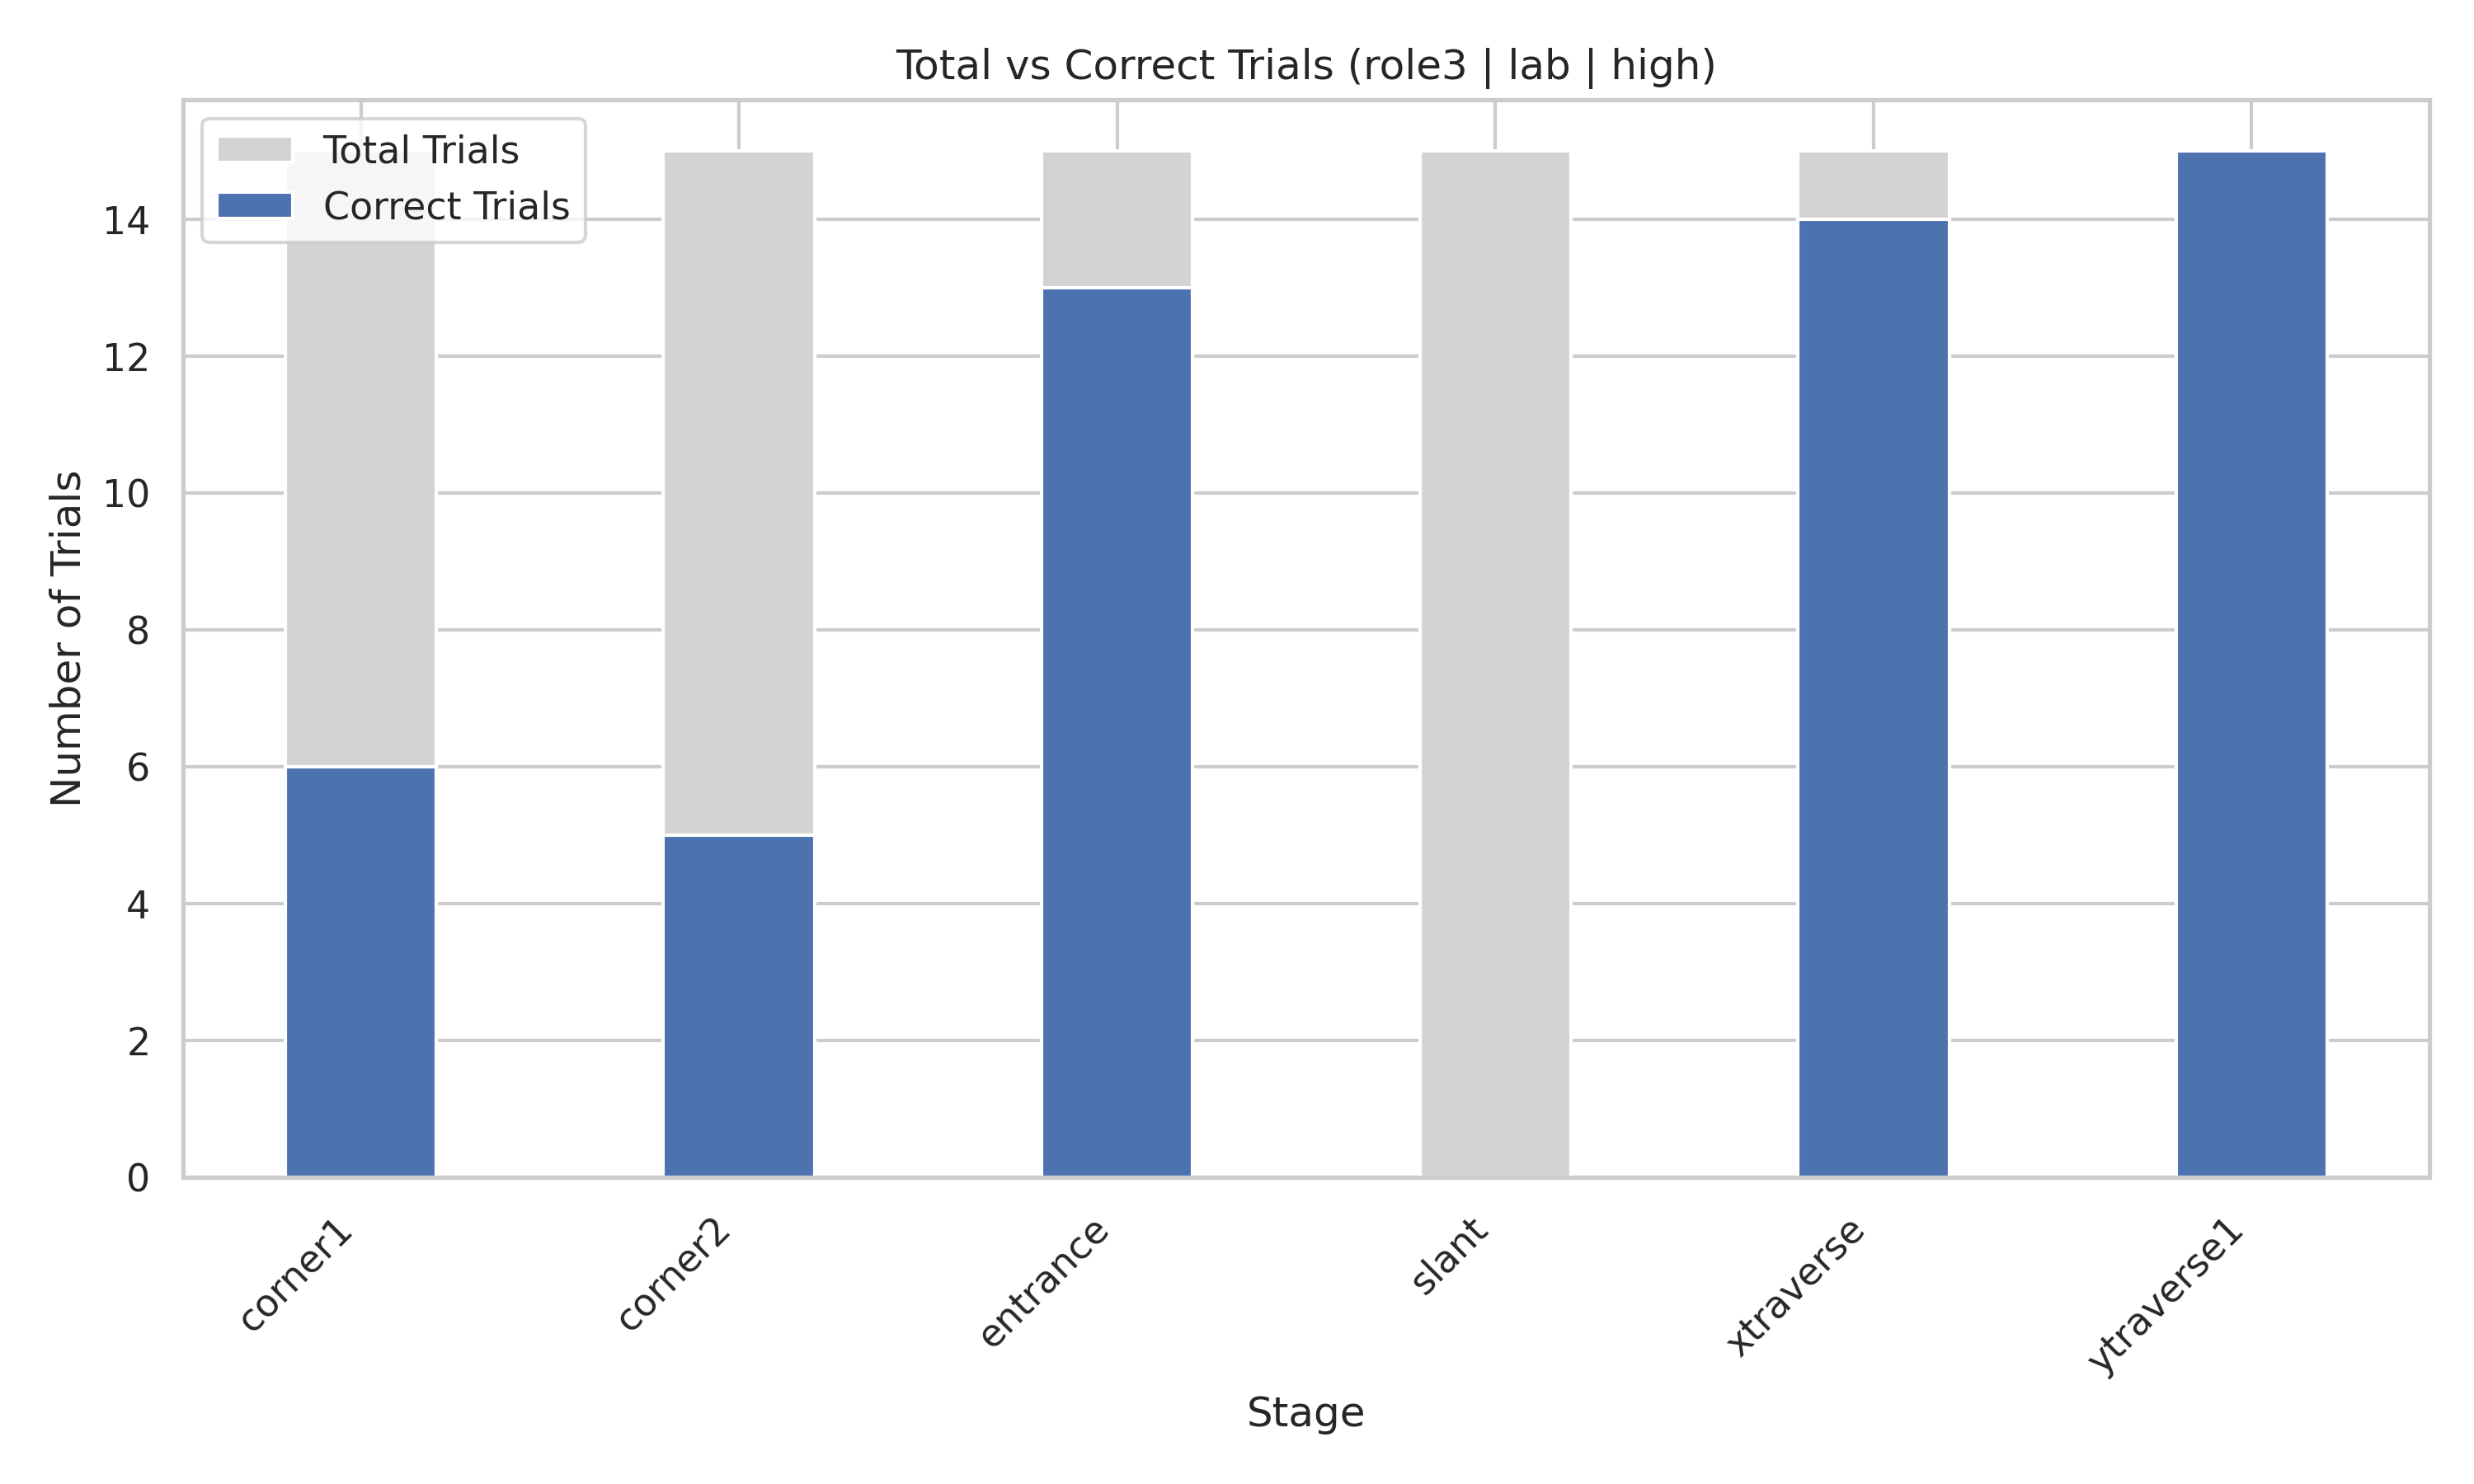 Total vs Correct Trials (role3 | lab | high)
Total Trials
Correct Trials
Number of Trials
14
12
10
8
6
4
2
0
corner1
corner2
entrance
slant
xtraverse
ytraverse1
Stage